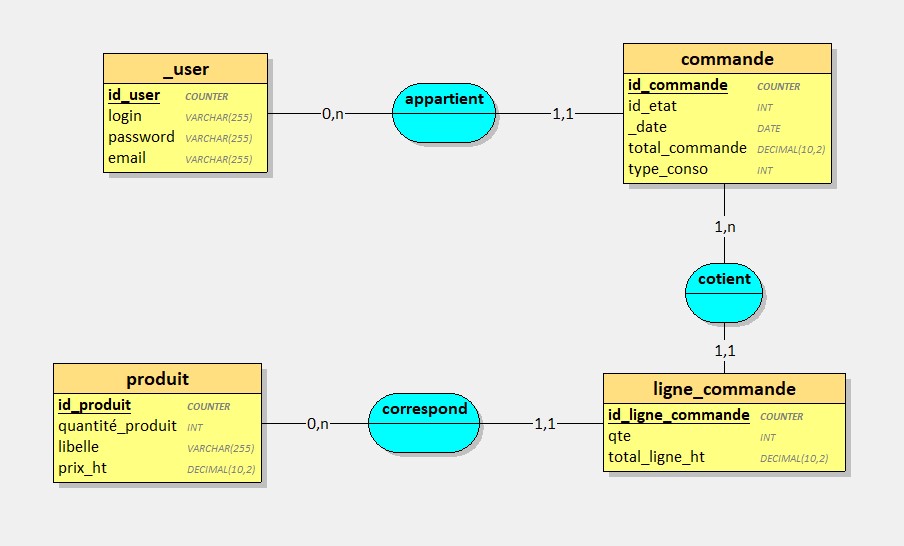 _user
id_user COUNTER
login VARCHAR(255)
password VARCHAR(255)
email VARCHAR(255)
0,n
appartient
1,1
commande
id_commande COUNTER
id_etat INT
_date DATE
total_commande DECIMAL(10,2)
type_conso INT
1,n
cotient
1,1
produit
id_produit COUNTER
quantité_produit INT
libelle VARCHAR(255)
prix_ht DECIMAL(10,2)
0,n
correspond
1,1
ligne_commande
id_ligne_commande COUNTER
qte INT
total_ligne_ht DECIMAL(10,2)